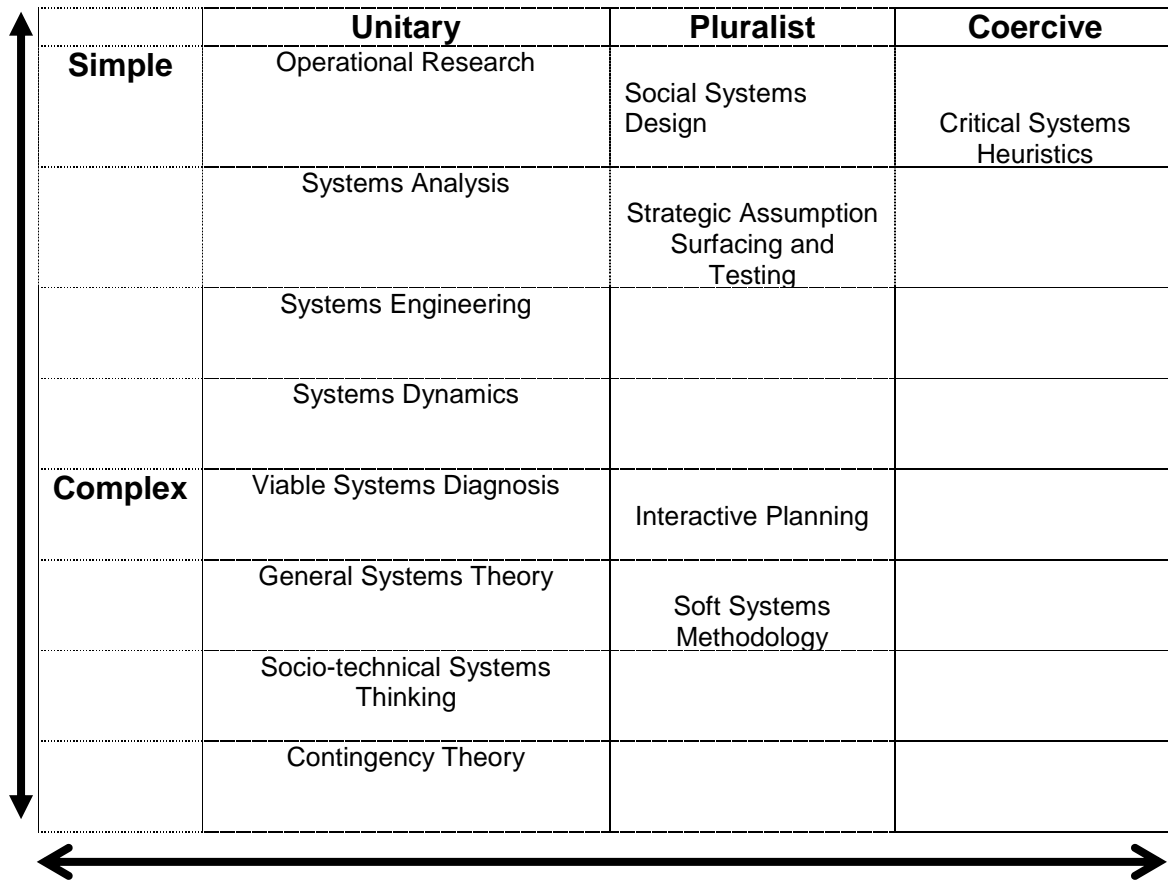 Unitary Pluralist Coercive
Simple Operational Research
Social Systems
Design
Critical Systems
Heuristics
Systems Analysis
Strategic Assumption
Surfacing and
Testing
Systems Engineering
Systems Dynamics
Complex Viable Systems Diagnosis
Interactive Planning
General Systems Theory
Soft Systems
Methodology
Socio-technical Systems
Thinking
Contingency Theory